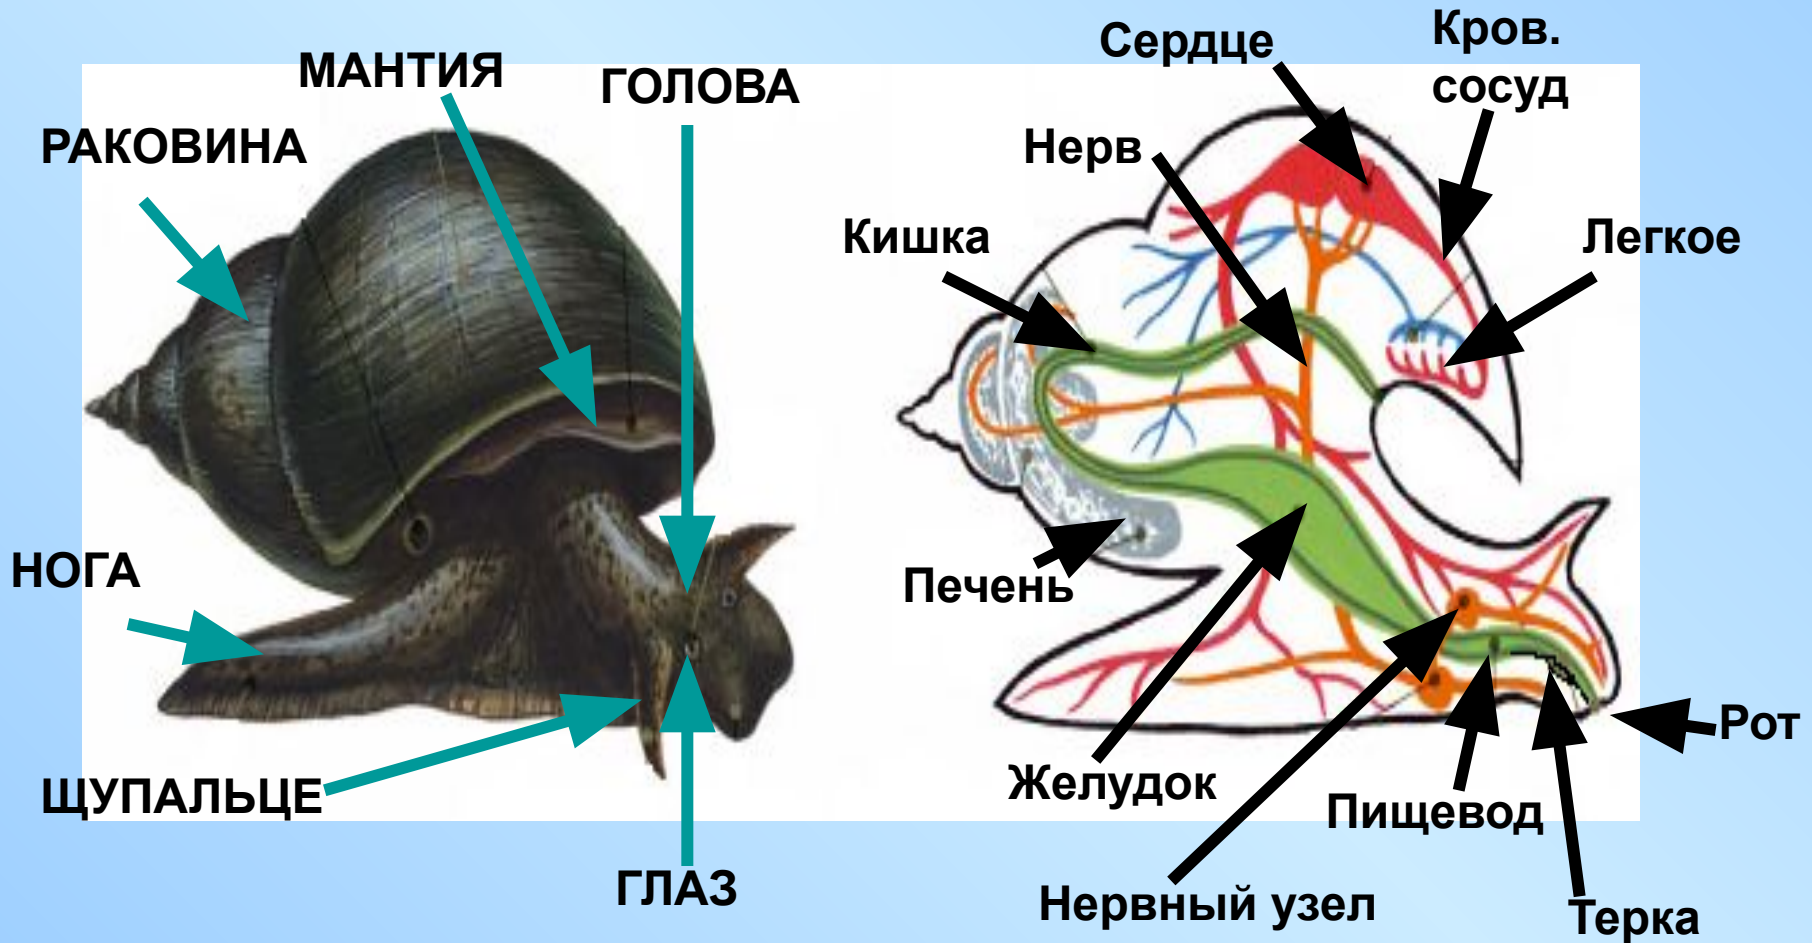 МАНТИЯ
ГОЛОВА
РАКОВИНА
НОГА
ЩУПАЛЬЦЕ
ГЛАЗ
Сердце
Кров.
сосуд
Нерв
Кишка
Легкое
Печень
Рот
Желудок
Пищевод
Нервный узел
Терка